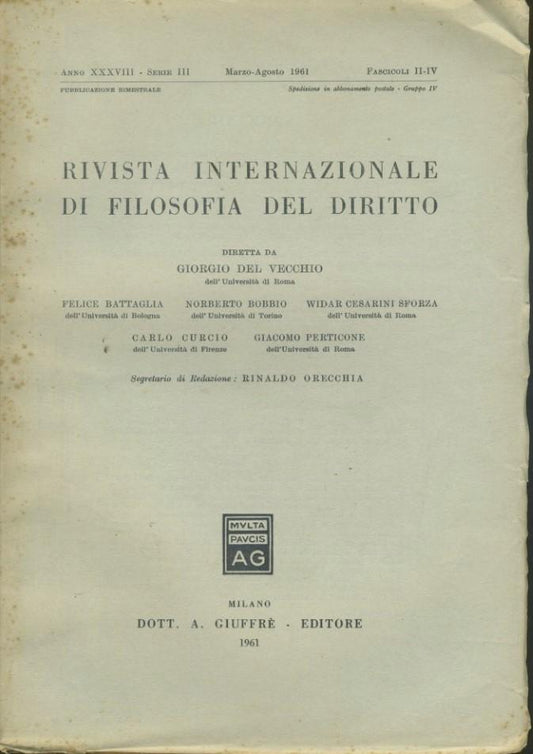 ANNO XXXVIII - SERIE III Marzo-Agosto 1961 FASCICOLI II-IV
PUBBLICAZIONE BIMESTRALE Spedizione in abbonamento postale - Gruppo IV
RIVISTA INTERNAZIONALE
DI FILOSOFIA DEL DIRITTO
DIRETTA DA
GIORGIO DEL VECCHIO
dell'Università di Roma
FELICE BATTAGLIA NORBERTO BOBBIO WIDAR CESARINI SFORZA
dell'Università di Bologna dell'Università di Torino dell'Università di Roma
CARLO CURCIO GIACOMO PERTICONE
dell'Università di Firenze dell'Università di Roma
Segretario di Redazione: RINALDO ORECCHIA
MVLTA
PAVCIS
AG
MILANO
DOTT. A. GIUFFRÈ - EDITORE
1961